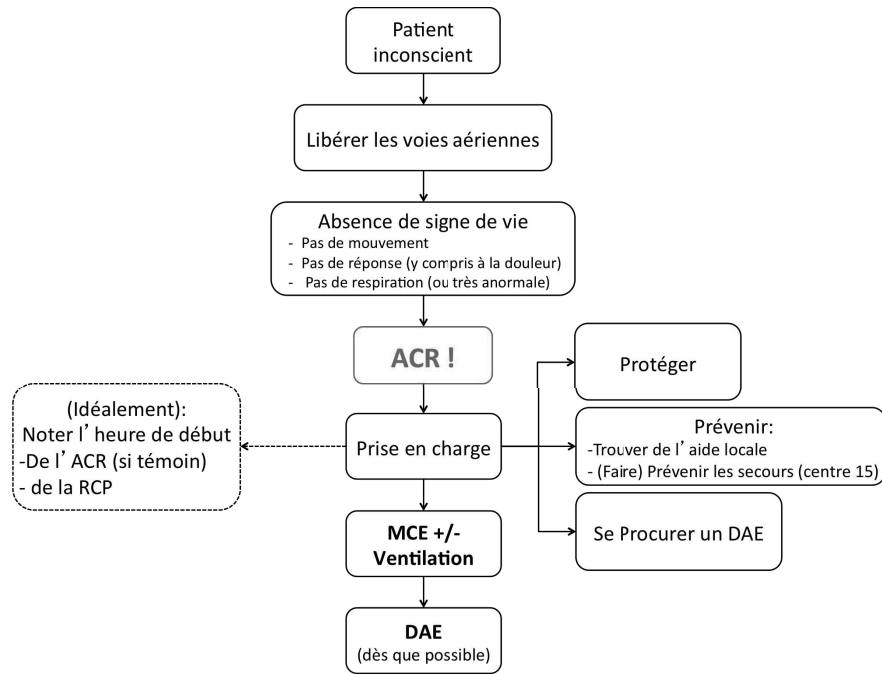 Patient
inconscient
Libérer les voies aériennes
Absence de signe de vie
- Pas de mouvement
- Pas de réponse (y compris à la douleur)
- Pas de respiration (ou très anormale)
ACR !
Protéger
(Idéalement):
Noter l’heure de début
-De l’ACR (si témoin)
- de la RCP
Prise en charge
Prévenir:
-Trouver de l’aide locale
- (Faire) Prévenir les secours (centre 15)
Se Procurer un DAE
MCE +/-
Ventilation
DAE
(dès que possible)